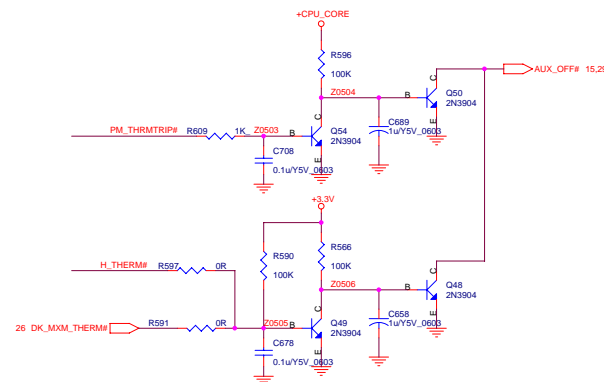 +CPU_CORE
R596
100K
AUX_OFF# 15,29
C
Z0504
B
Q50
2N3904
E
C
C689
1u/Y5V_0603
PM_THRMTRIP#
R609
1K_
Z0503
B
Q54
2N3904
E
C708
0.1u/Y5V_0603
+3.3V
R590
100K
R566
100K
H_THERM#
R597
0R
C
Z0506
B
Q48
2N3904
E
C
C658
1u/Y5V_0603
26 DK_MXM_THERM#
R591
0R
Z0505
B
Q49
2N3904
E
C678
0.1u/Y5V_0603